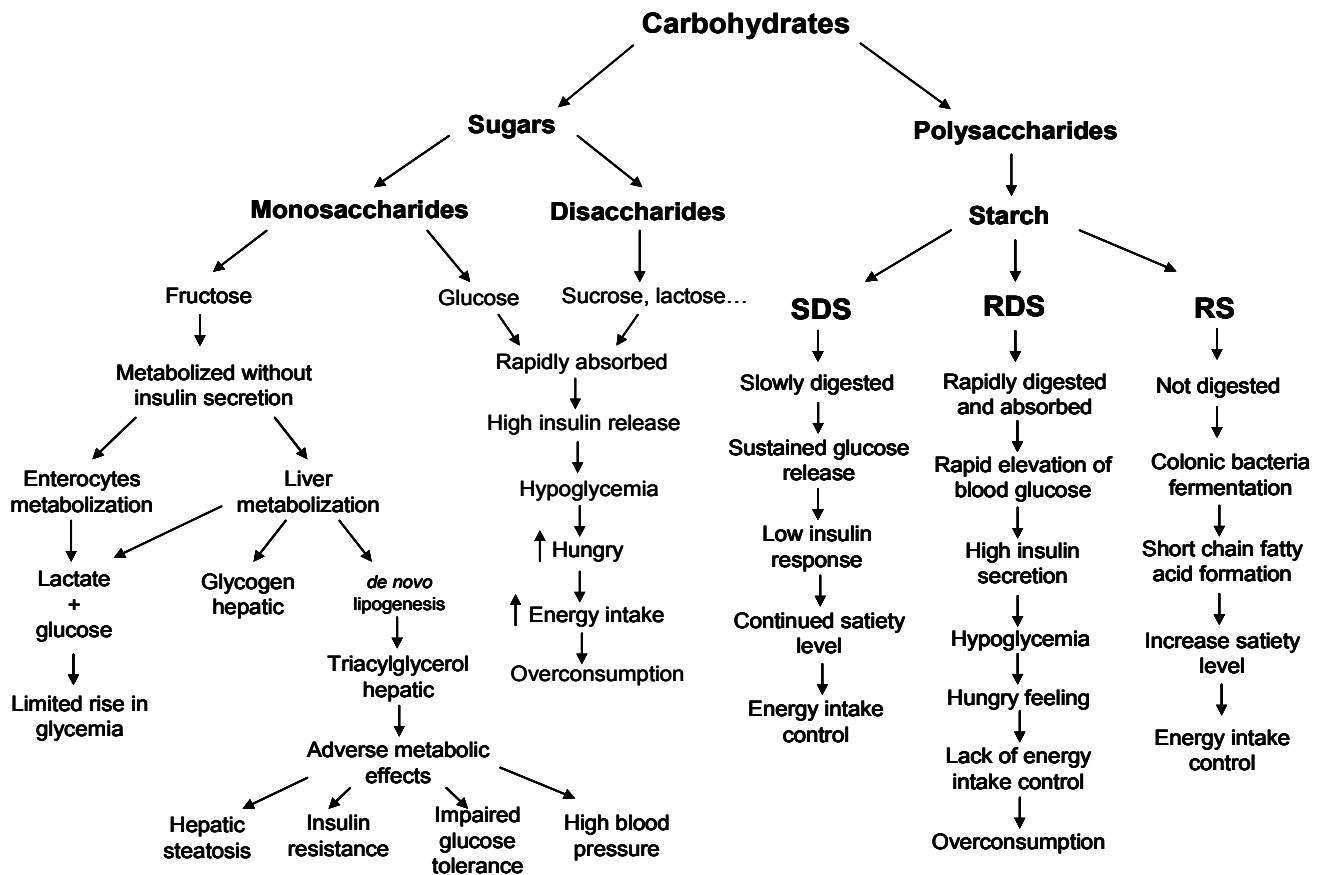 Carbohydrates
Sugars
Polysaccharides
Monosaccharides
Disaccharides
Starch
Fructose
Glucose
Sucrose, lactose…
SDS
RDS
RS
Metabolized without
insulin secretion
Enterocytes
metabolization
Liver
metabolization
Lactate
+
glucose
Limited rise in
glycemia
Glycogen
hepatic
de novo
lipogenesis
Triacylglycerol
hepatic
Adverse metabolic
effects
Hepatic
steatosis
Insulin
resistance
Impaired
glucose
tolerance
High blood
pressure
Rapidly absorbed
High insulin release
Hypoglycemia
↑ Hungry
↑ Energy intake
Overconsumption
Slowly digested
Sustained glucose
release
Low insulin
response
Continued satiety
level
Energy intake
control
Rapidly digested
and absorbed
Rapid elevation of
blood glucose
High insulin
secretion
Hypoglycemia
Hungry feeling
Lack of energy
intake control
Overconsumption
Not digested
Colonic bacteria
fermentation
Short chain fatty
acid formation
Increase satiety
level
Energy intake
control